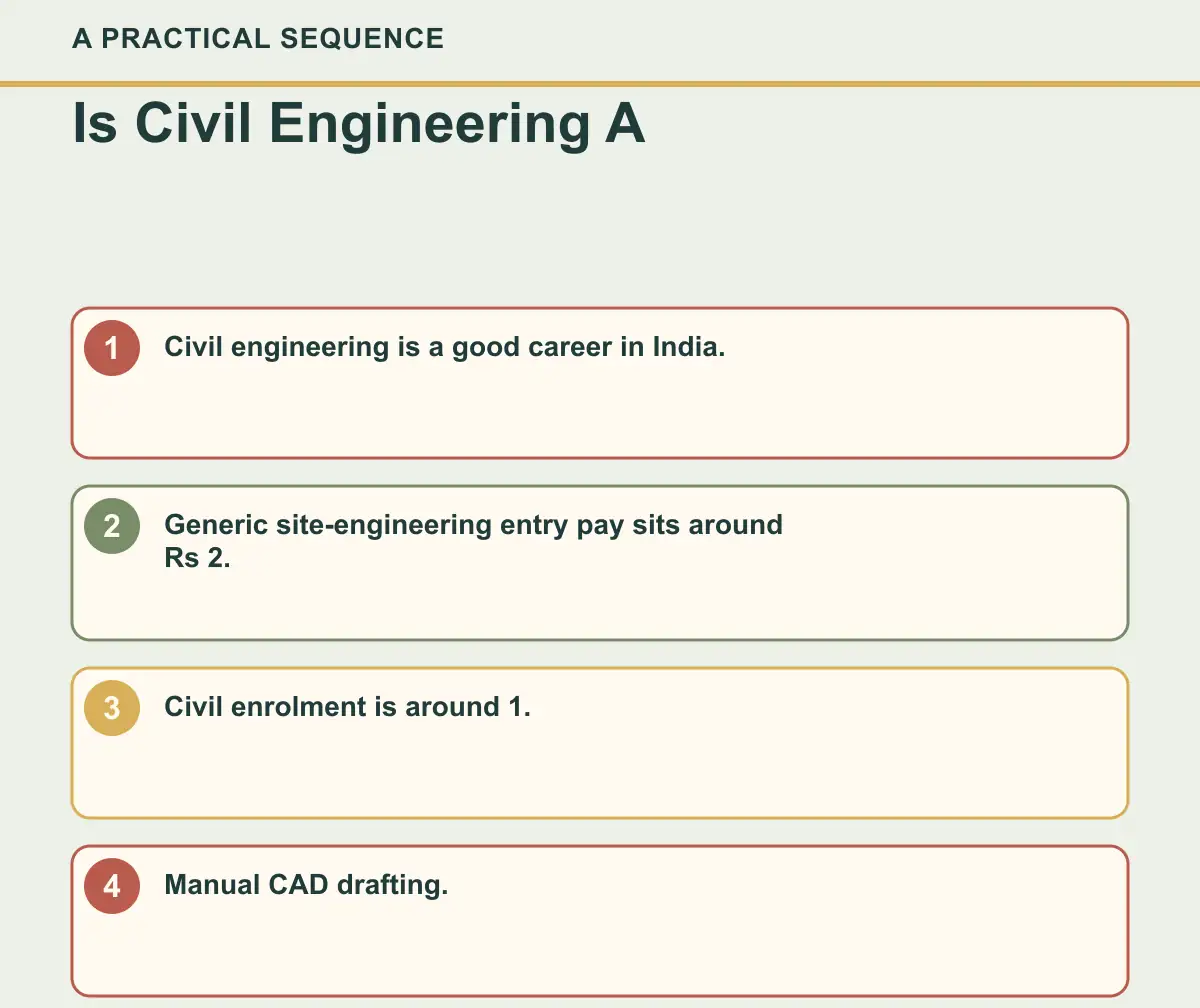 A PRACTICAL SEQUENCE
Is Civil Engineering A
1
Civil engineering is a good career in India.
2
Generic site-engineering entry pay sits around
Rs 2.
3
Civil enrolment is around 1.
4
Manual CAD drafting.